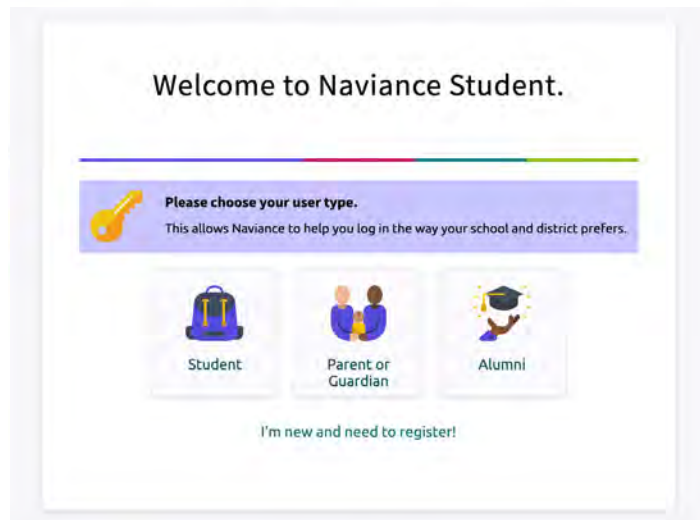 Welcome to Naviance Student.
Please choose your user type.
This allows Naviance to help you log in the way your school and district prefers.
Student
Parent or
Guardian
Alumni
I'm new and need to register!